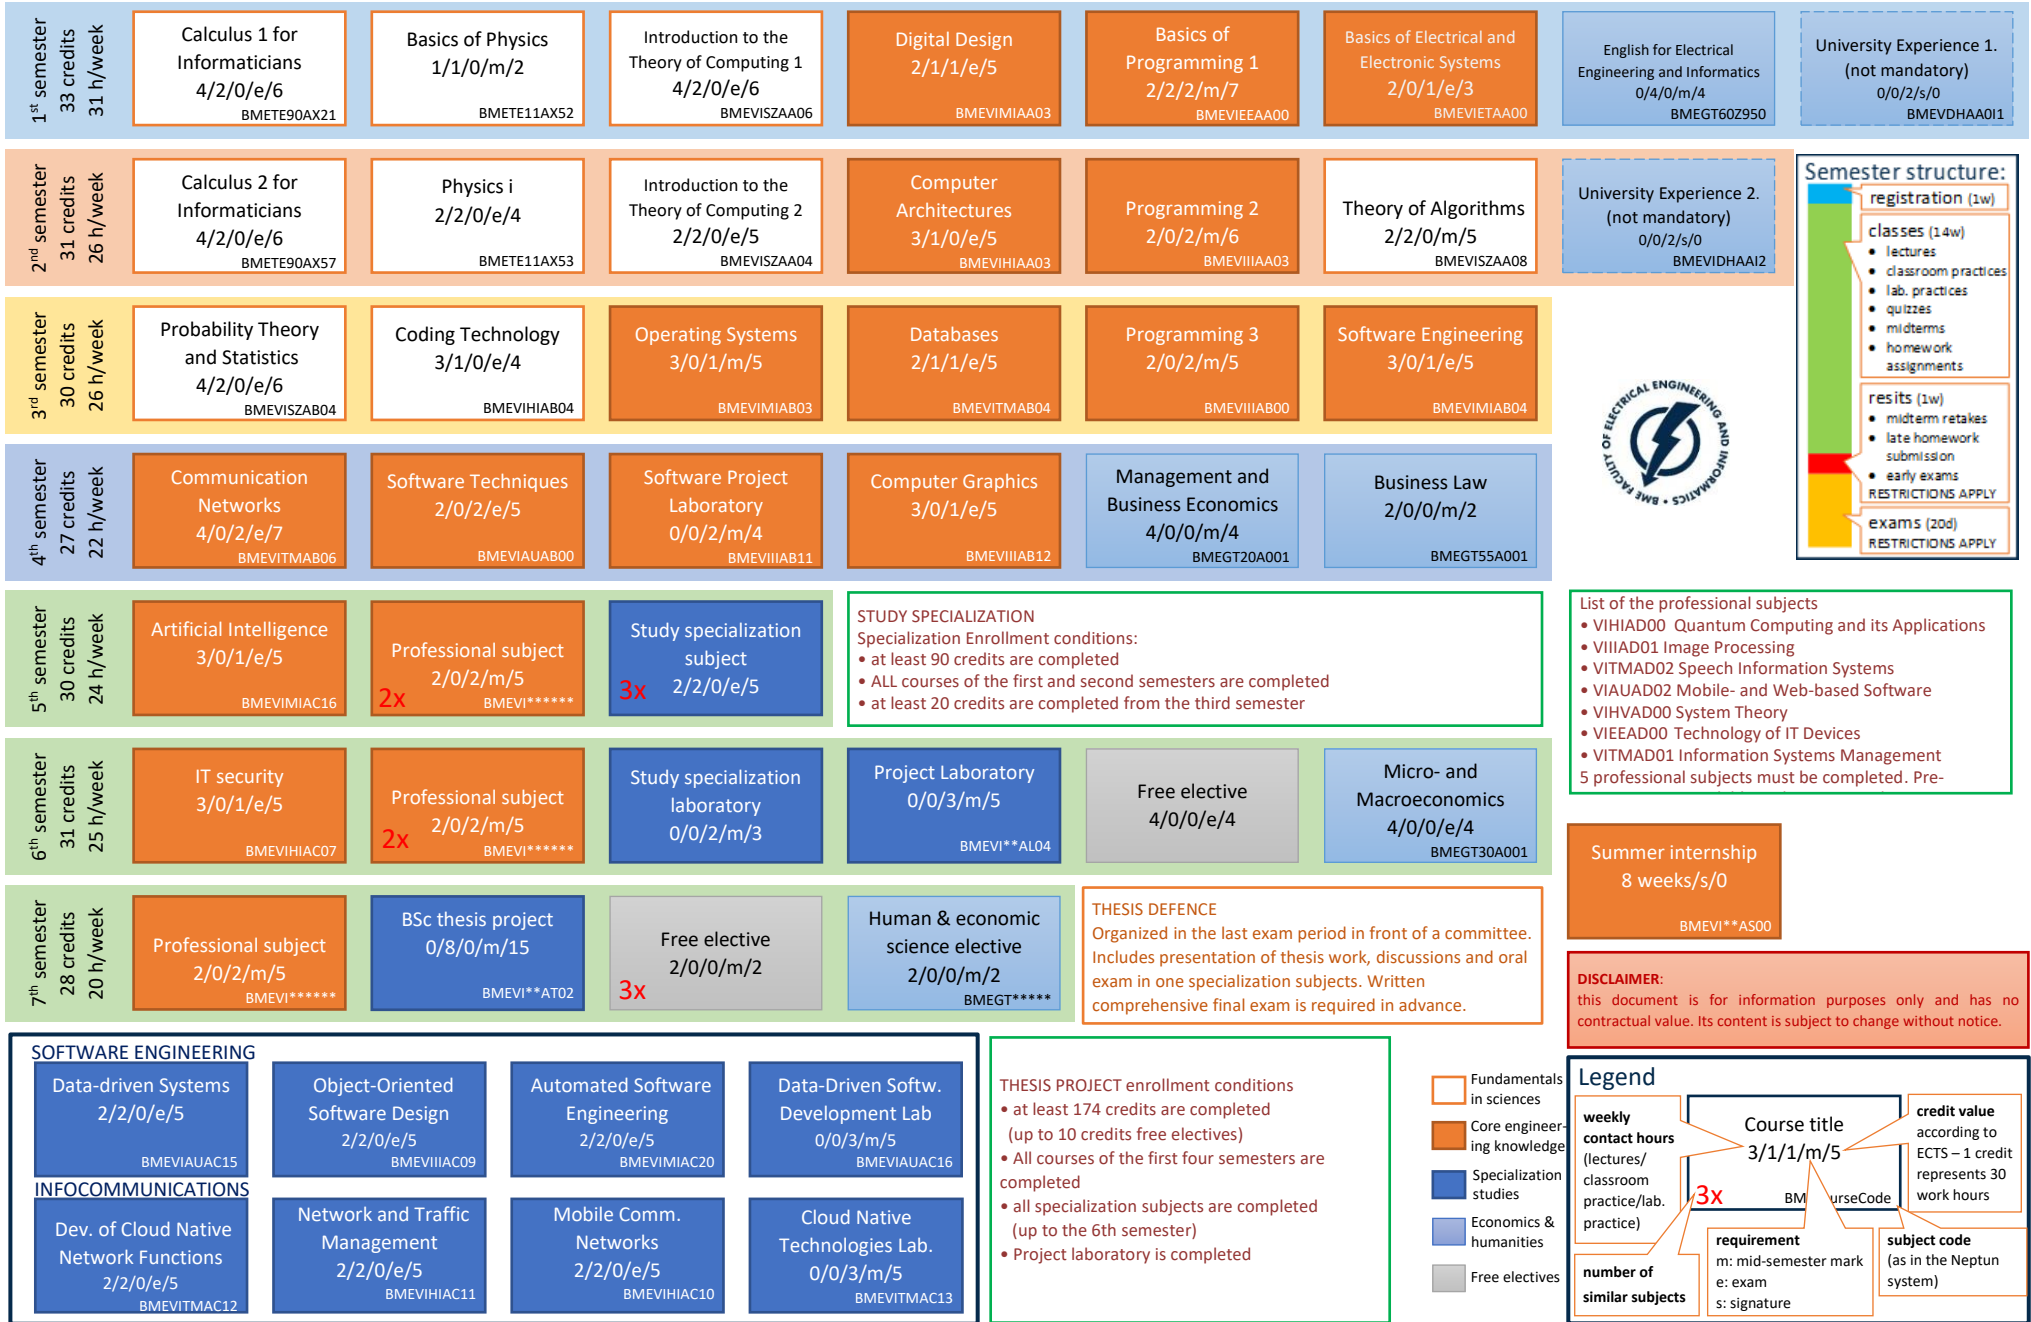 1st semester
33 credits
31 h/week
Calculus 1 for
Informaticians
4/2/0/e/6
BMETE90AX21
Basics of Physics
1/1/0/m/2
BMETE11AX52
Introduction to the
Theory of Computing 1
4/2/0/e/6
BMEVISZAA06
Digital Design
2/1/1/e/5
BMEVIMIAA03
Basics of
Programming 1
2/2/2/m/7
BMEVIEEAA00
Basics of Electrical and
Electronic Systems
2/0/1/e/3
BMEVIETAA00
English for Electrical
Engineering and Informatics
0/4/0/m/4
BMEGT60Z950
University Experience 1.
(not mandatory)
0/0/2/s/0
BMEVDHAA0I1
2nd semester
31 credits
26 h/week
Calculus 2 for
Informaticians
4/2/0/e/6
BMETE90AX57
Physics i
2/2/0/e/4
BMETE11AX53
Introduction to the
Theory of Computing 2
2/2/0/e/5
BMEVISZAA04
Computer
Architectures
3/1/0/e/5
BMEVIHIAA03
Programming 2
2/0/2/m/6
BMEVIIIAA03
Theory of Algorithms
2/2/0/m/5
BMEVISZAA08
University Experience 2.
(not mandatory)
0/0/2/s/0
BMEVIDHAAI2
Semester structure:
registration (1w)
classes (14w)
• lectures
• classroom practices
• lab. practices
• quizzes
• midterms
• homework
assignments
resits (1w)
• midterm retakes
• late homework
submission
• early exams
RESTRICTIONS APPLY
exams (20d)
RESTRICTIONS APPLY
3rd semester
30 credits
26 h/week
Probability Theory
and Statistics
4/2/0/e/6
BMEVISZAB04
Coding Technology
3/1/0/e/4
BMEVIHIAB04
Operating Systems
3/0/1/m/5
BMEVIMIAB03
Databases
2/1/1/e/5
BMEVITMAB04
Programming 3
2/0/2/m/5
BMEVIIIAB00
Software Engineering
3/0/1/e/5
BMEVIMIAB04
BME FACULTY OF ELECTRICAL ENGINEERING AND INFORMATICS •
4th semester
27 credits
22 h/week
Communication
Networks
4/0/2/e/7
BMEVITMAB06
Software Techniques
2/0/2/e/5
BMEVIAUAB00
Software Project
Laboratory
0/0/2/m/4
BMEVIIIAB11
Computer Graphics
3/0/1/e/5
BMEVIIIAB12
Management and
Business Economics
4/0/0/m/4
BMEGT20A001
Business Law
2/0/0/m/2
BMEGT55A001
5th semester
30 credits
24 h/week
Artificial Intelligence
3/0/1/e/5
BMEVIMIAC16
Professional subject
2/0/2/m/5
2x
BMEVI******
Study specialization
subject
3x
2/2/0/e/5
STUDY SPECIALIZATION
Specialization Enrollment conditions:
• at least 90 credits are completed
• ALL courses of the first and second semesters are completed
• at least 20 credits are completed from the third semester
List of the professional subjects
• VIHIAD00 Quantum Computing and its Applications
• VIIIAD01 Image Processing
• VITMAD02 Speech Information Systems
• VIAUAD02 Mobile- and Web-based Software
• VIHVAD00 System Theory
• VIEEAD00 Technology of IT Devices
• VITMAD01 Information Systems Management
5 professional subjects must be completed. Pre-
6th semester
31 credits
25 h/week
IT security
3/0/1/e/5
BMEVIHIAC07
Professional subject
2/0/2/m/5
2x
BMEVI******
Study specialization
laboratory
0/0/2/m/3
Project Laboratory
0/0/3/m/5
BMEVI**AL04
Free elective
4/0/0/e/4
Micro- and
Macroeconomics
4/0/0/e/4
BMEGT30A001
Summer internship
8 weeks/s/0
BMEVI**AS00
7th semester
28 credits
20 h/week
Professional subject
2/0/2/m/5
BMEVI******
BSc thesis project
0/8/0/m/15
BMEVI**AT02
Free elective
2/0/0/m/2
3x
Human & economic
science elective
2/0/0/m/2
BMEGT*****
THESIS DEFENCE
Organized in the last exam period in front of a committee.
Includes presentation of thesis work, discussions and oral
exam in one specialization subjects. Written
comprehensive final exam is required in advance.
DISCLAIMER:
this document is for information purposes only and has no
contractual value. Its content is subject to change without notice.
SOFTWARE ENGINEERING
Data-driven Systems
2/2/0/e/5
BMEVIAUAC15
Object-Oriented
Software Design
2/2/0/e/5
BMEVIIIAC09
Automated Software
Engineering
2/2/0/e/5
BMEVIMIAC20
Data-Driven Softw.
Development Lab
0/0/3/m/5
BMEVIAUAC16
INFOCOMMUNICATIONS
Dev. of Cloud Native
Network Functions
2/2/0/e/5
BMEVITMAC12
Network and Traffic
Management
2/2/0/e/5
BMEVIHIAC11
Mobile Comm.
Networks
2/2/0/e/5
BMEVIHIAC10
Cloud Native
Technologies Lab.
0/0/3/m/5
BMEVITMAC13
THESIS PROJECT enrollment conditions
• at least 174 credits are completed
(up to 10 credits free electives)
• All courses of the first four semesters are
completed
• all specialization subjects are completed
(up to the 6th semester)
• Project laboratory is completed
Fundamentals
in sciences
Core engineer-
ing knowledge
Specialization
studies
Economics &
humanities
Free electives
Legend
weekly
contact hours
(lectures/
classroom
practice/lab.
practice)
Course title
3/1/1/m/5
3x
BM
urseCode
credit value
according to
ECTS – 1 credit
represents 30
work hours
number of
similar subjects
requirement
m: mid-semester mark
e: exam
s: signature
subject code
(as in the Neptun
system)